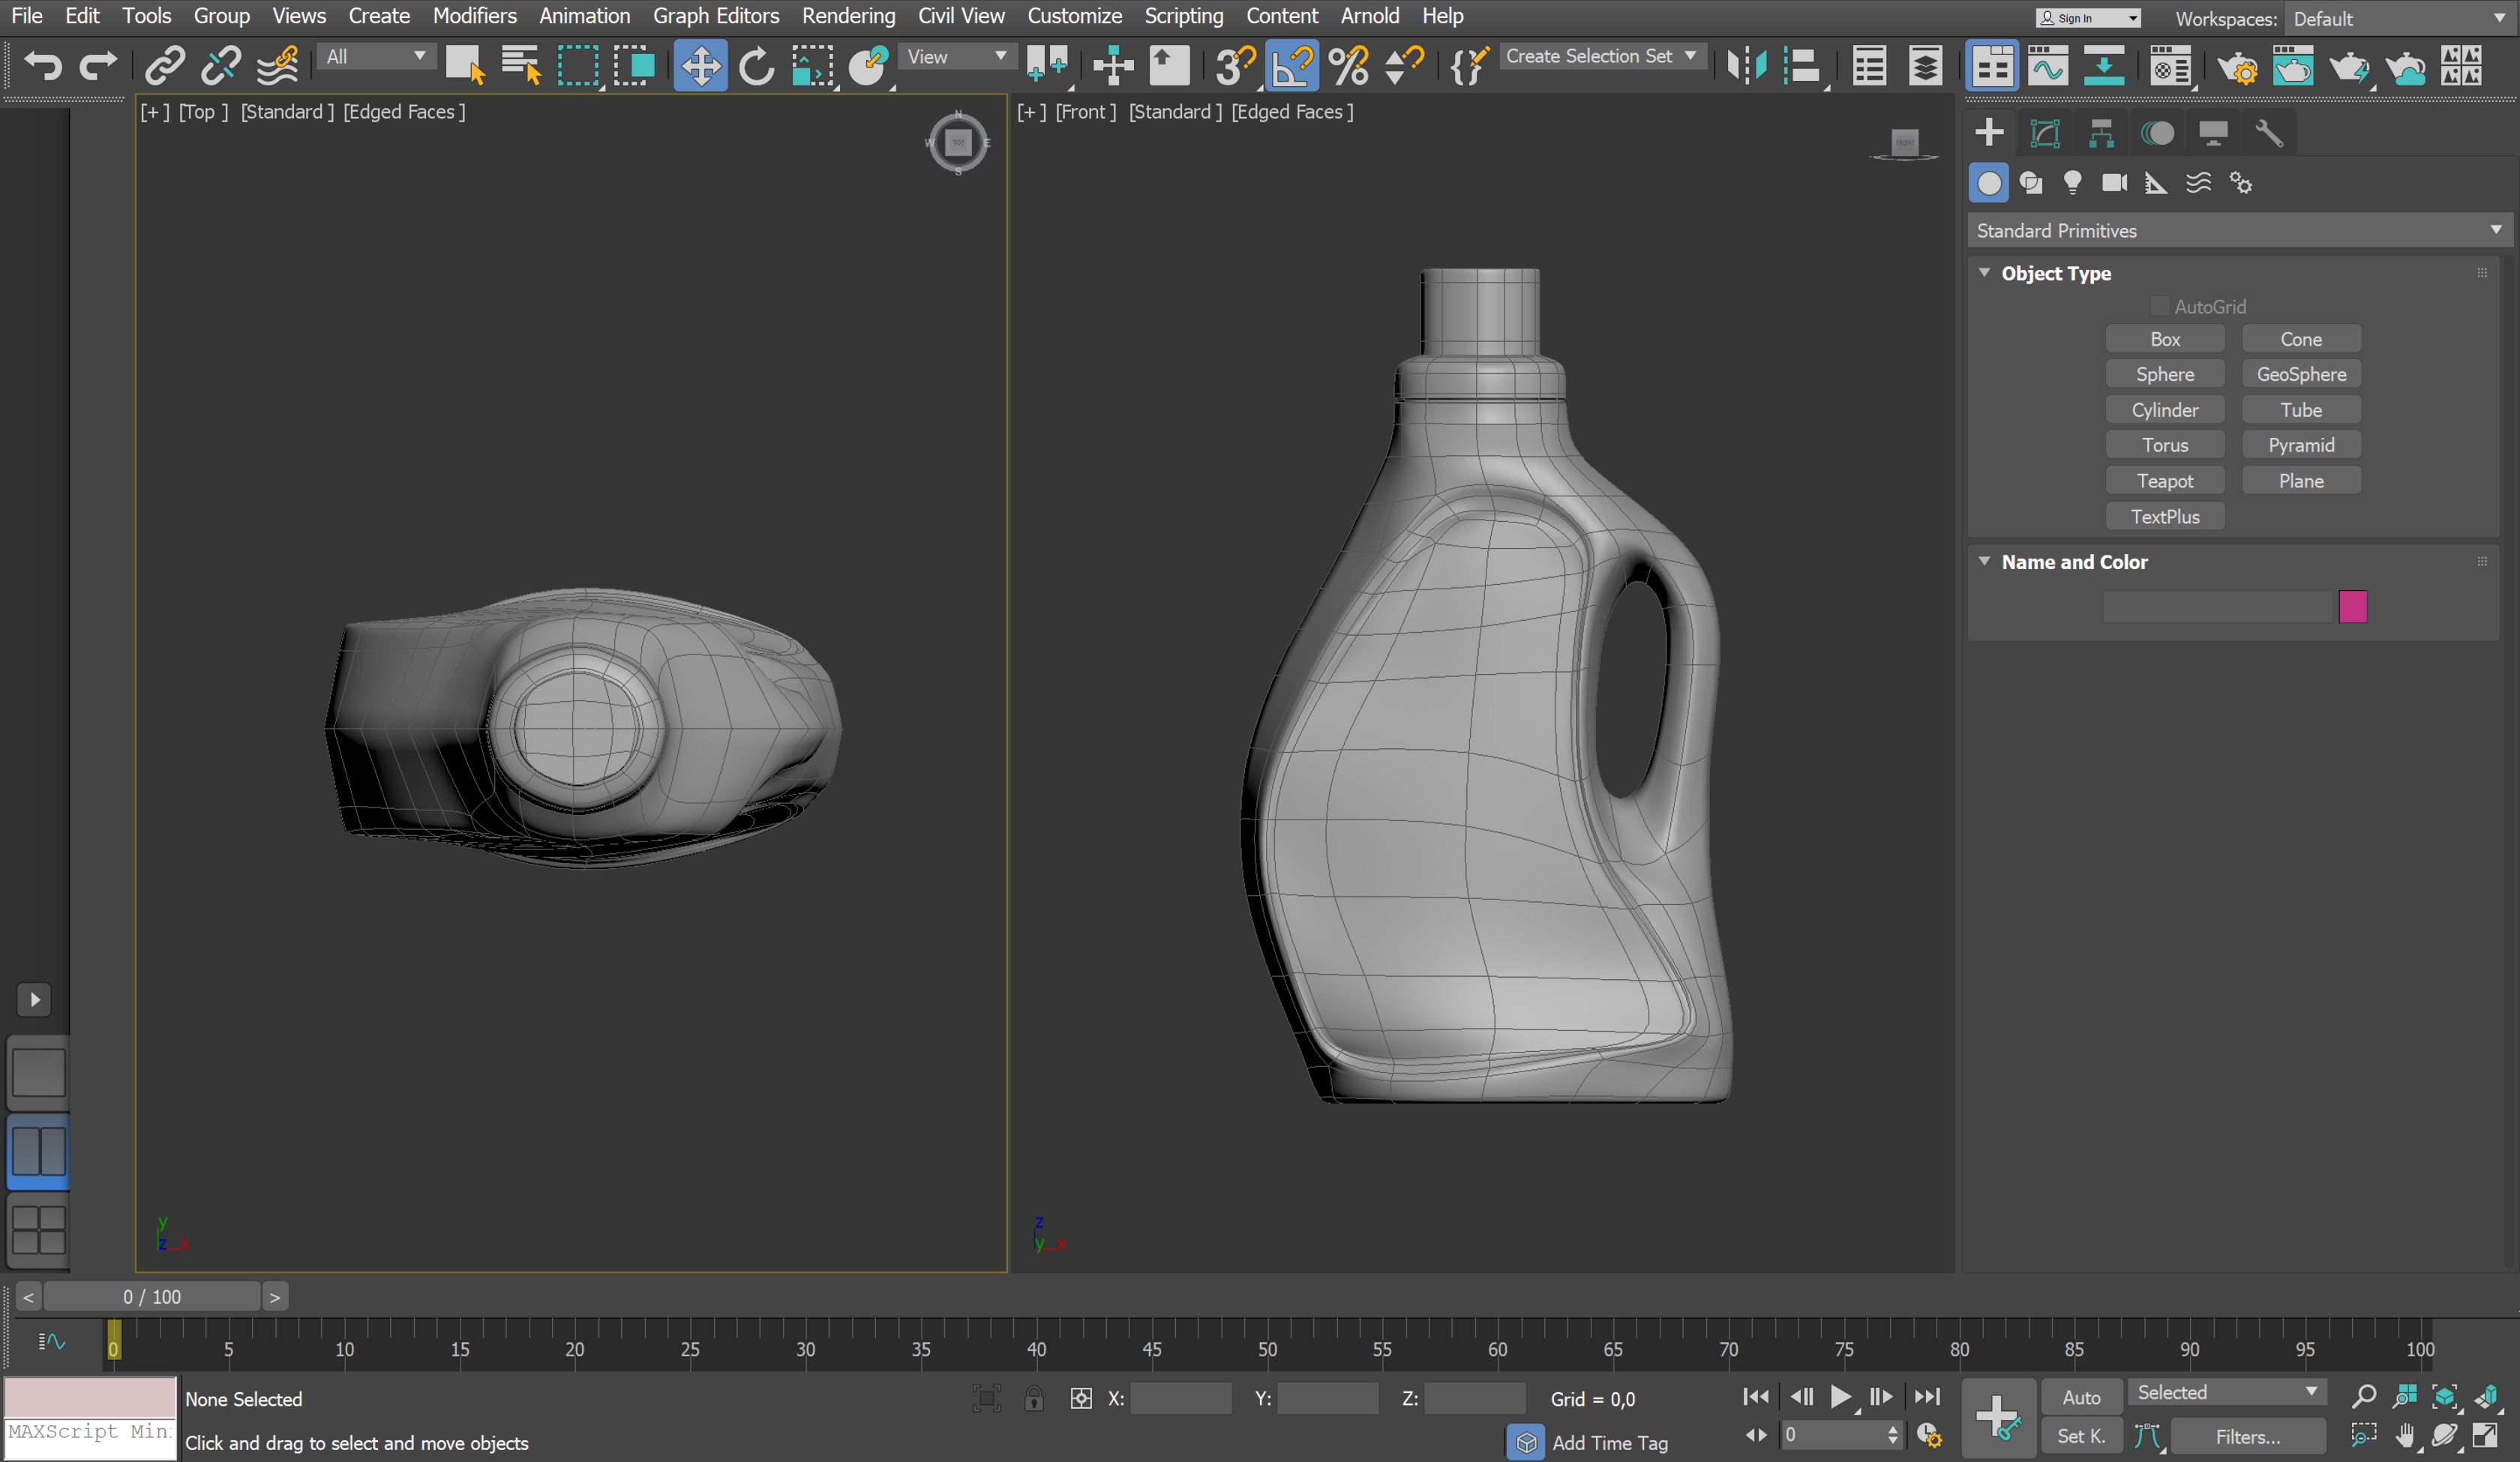 File Edit Tools Group Views Create Modifiers Animation Graph Editors Rendering Civil View Customize Scripting Content Arnold Help
Sign In
Workspaces: Default
All
View
3
Create Selection Set
[+] [Top ] [Standard ] [Edged Faces ]
N
W TOP E
S
[+] [Front ] [Standard ] [Edged Faces ]
FRONT
Standard Primitives
Object Type
AutoGrid
Box Cone
Sphere GeoSphere
Cylinder Tube
Torus Pyramid
Teapot Plane
TextPlus
Name and Color
y
z x
z
y x
< 0 / 100 >
0 5 10 15 20 25 30 35 40 45 50 55 60 65 70 75 80 85 90 95 100
None Selected
X: Y: Z: Grid = 0,0
Auto Selected
MAXScript Min
Click and drag to select and move objects
Add Time Tag
0
Set K. Filters...